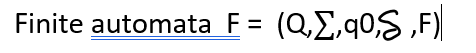 Finite automata F = (Q,∑,q0,S ,F)